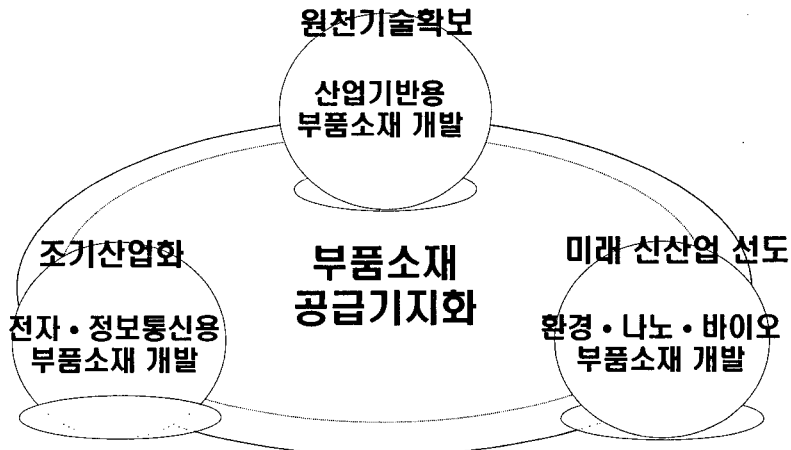 원천기술확보
산업기반용
부품소재 개발
조기산업화
전자•정보통신용
부품소재 개발
부품소재
공급기지화
미래 신산업 선도
환경•나노•바이오
부품소재 개발